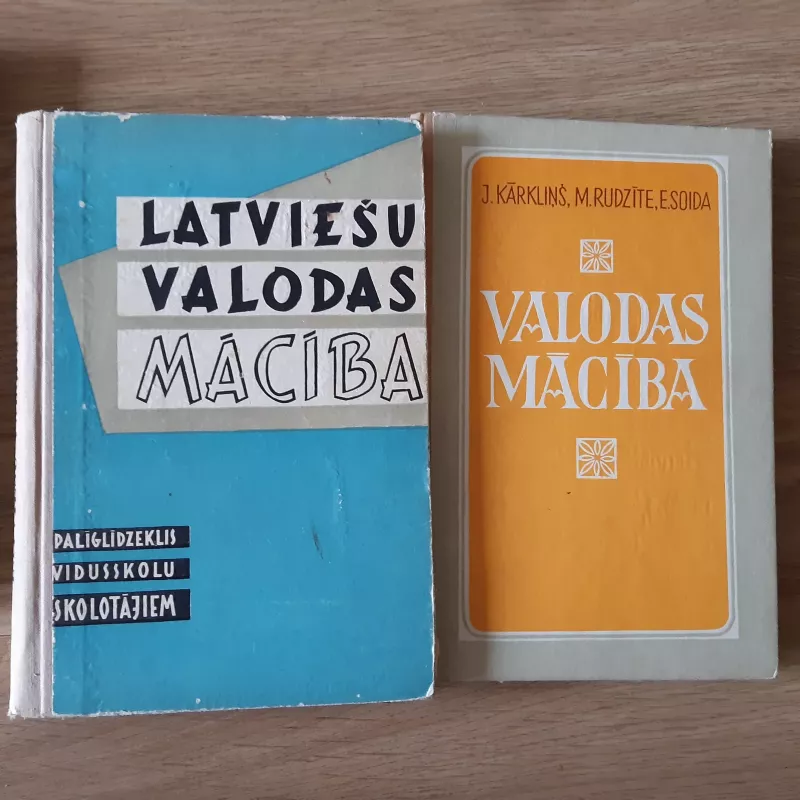 LATVIEŠU
VALODAS
MĀCĪBA
PALĪGLĪDZEKLIS
VIDUSSKOLU
SKOLOTĀJIEM
J. KĀRKLIŅŠ, M. RUDZĪTE, E. SOIDA
VALODAS
MĀCĪBA